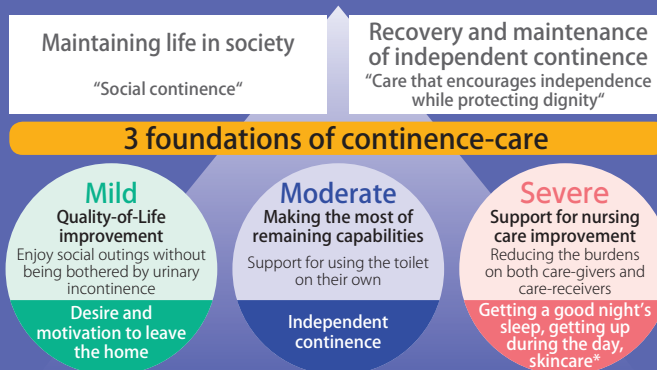 Maintaining life in society
“Social continence“
Recovery and maintenance
of independent continence
“Care that encourages independence
while protecting dignity“
3 foundations of continence-care
Mild
Quality-of-Life
improvement
Enjoy social outings without
being bothered by urinary
incontinence
Desire and
motivation to leave
the home
Moderate
Making the most of
remaining capabilities
Support for using the toilet
on their own
Independent
continence
Severe
Support for nursing
care improvement
Reducing the burdens
on both care-givers and
care-receivers
Getting a good night’s
sleep, getting up
during the day,
skincare*